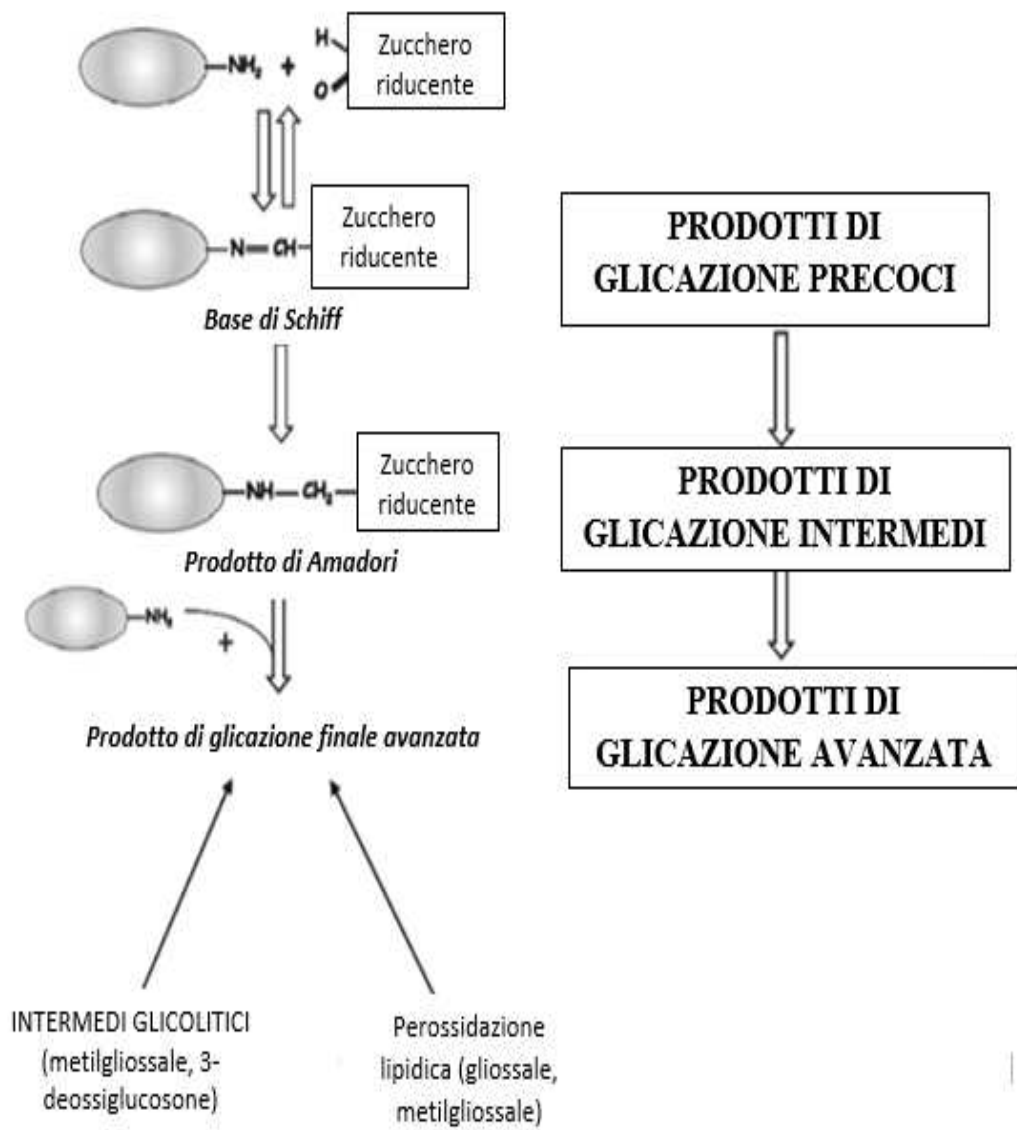 NH₂ +
H
O
Zucchero
riducente
N CH
Zucchero
riducente
Base di Schiff
PRODOTTI DI
GLICAZIONE PRECOCI
NH CH₂
Zucchero
riducente
Prodotto di Amadori
PRODOTTI DI
GLICAZIONE INTERMEDI
NH₂
+
Prodotto di glicazione finale avanzata
PRODOTTI DI
GLICAZIONE AVANZATA
INTERMEDI GLICOLITICI
(metilgliossale, 3-
deossiglucosone)
Perossidazione
lipidica (gliossale,
metilgliossale)